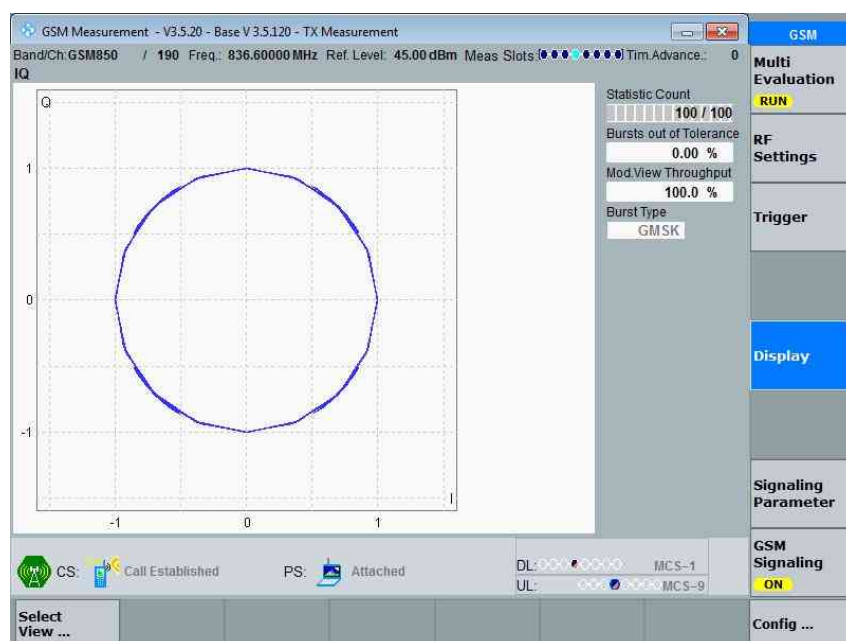 GSM Measurement - V3.5.20 - Base V 3.5.120 - TX Measurement
GSM
Band/Ch: GSM850 / 190 Freq.: 836.60000 MHz Ref. Level: 45.00 dBm Meas Slots: Tim.Advance.: 0
IQ
Multi
Evaluation
RUN
Q
1
0
-1
-1 0 1
I
Statistic Count
100 / 100
Bursts out of Tolerance
0.00 %
Mod.View Throughput
100.0 %
Burst Type
GMSK
RF
Settings
Trigger
Display
Signaling
Parameter
GSM
Signaling
ON
CS: Call Established PS: Attached
DL: MCS-1
UL: MCS-9
Select
View ...
Config ...